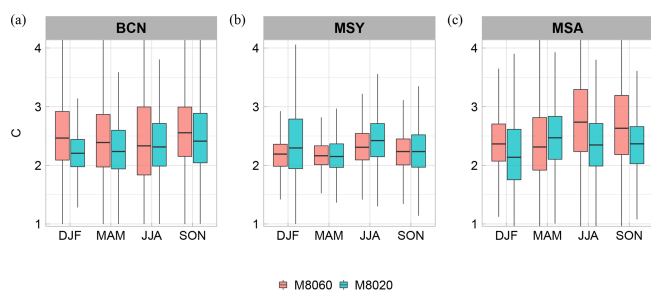 (a) BCN (b) MSY (c) MSA
4 4 4
3 3 3
C
2 2 2
1 1 1
DJF MAM JJA SON DJF MAM JJA SON DJF MAM JJA SON
M8060 M8020